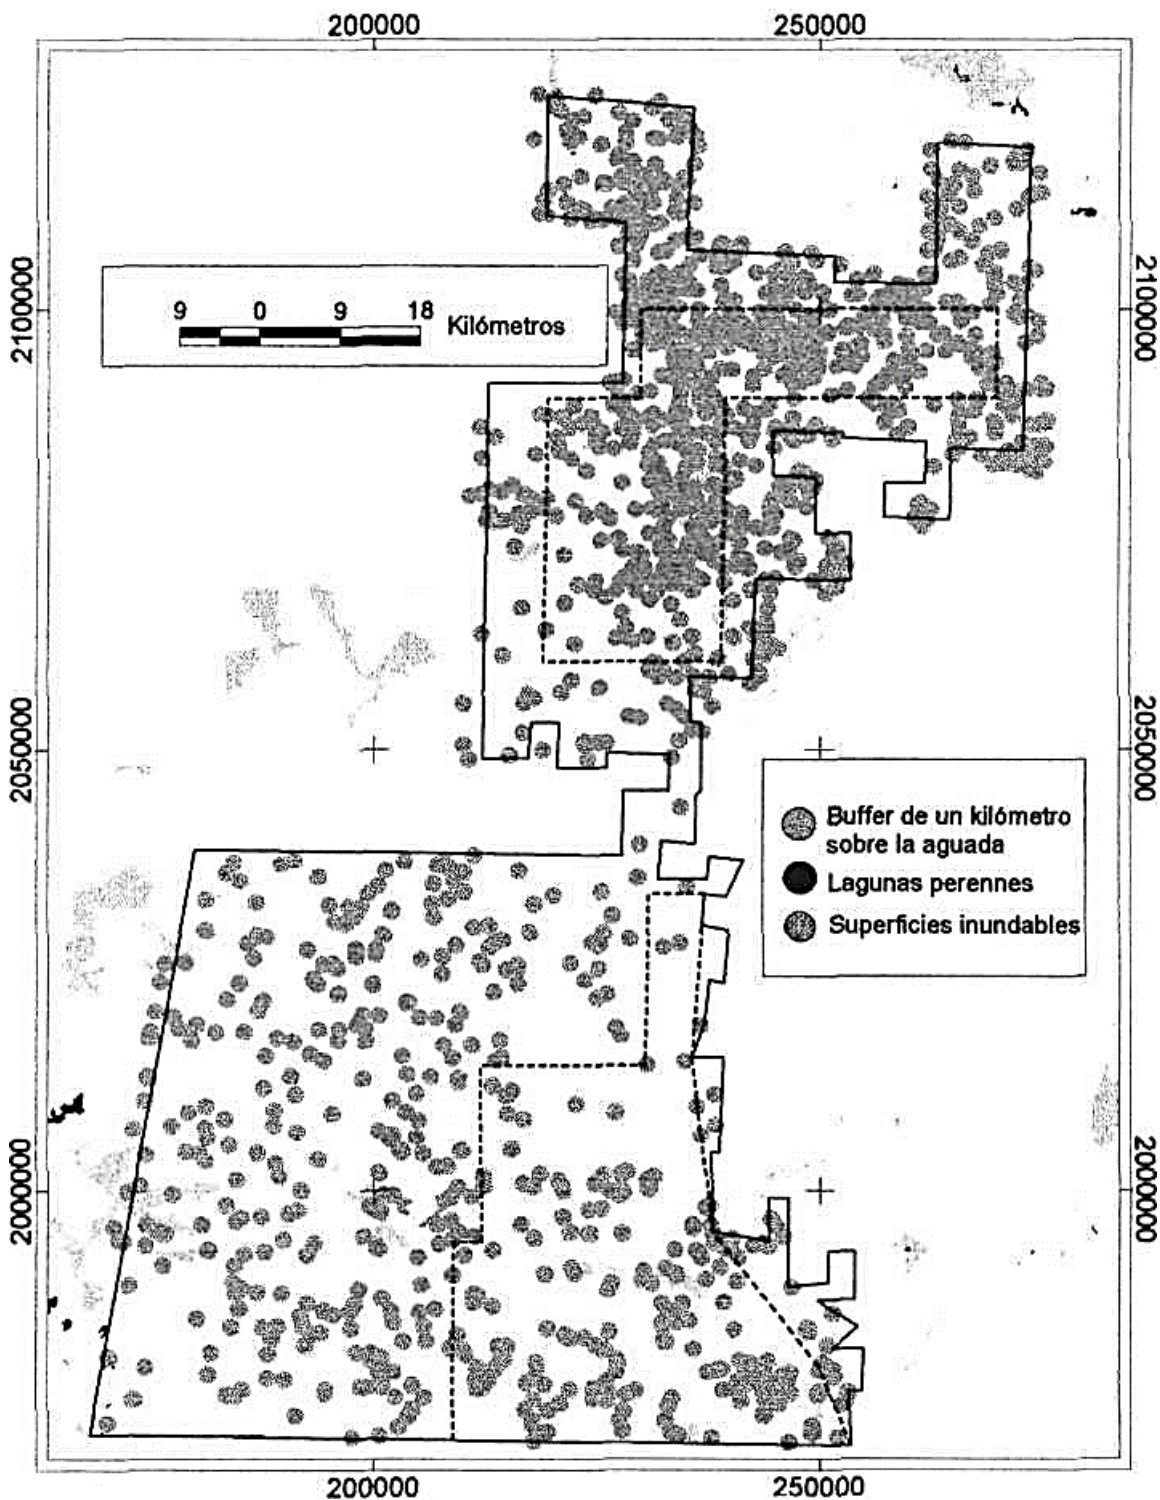 200000 250000
2100000 2100000
9 0 9 18
Kilómetros
2050000 2050000
Buffer de un kilómetro
sobre la aguada
Lagunas perennes
Superficies inundables
2000000 2000000
200000 250000